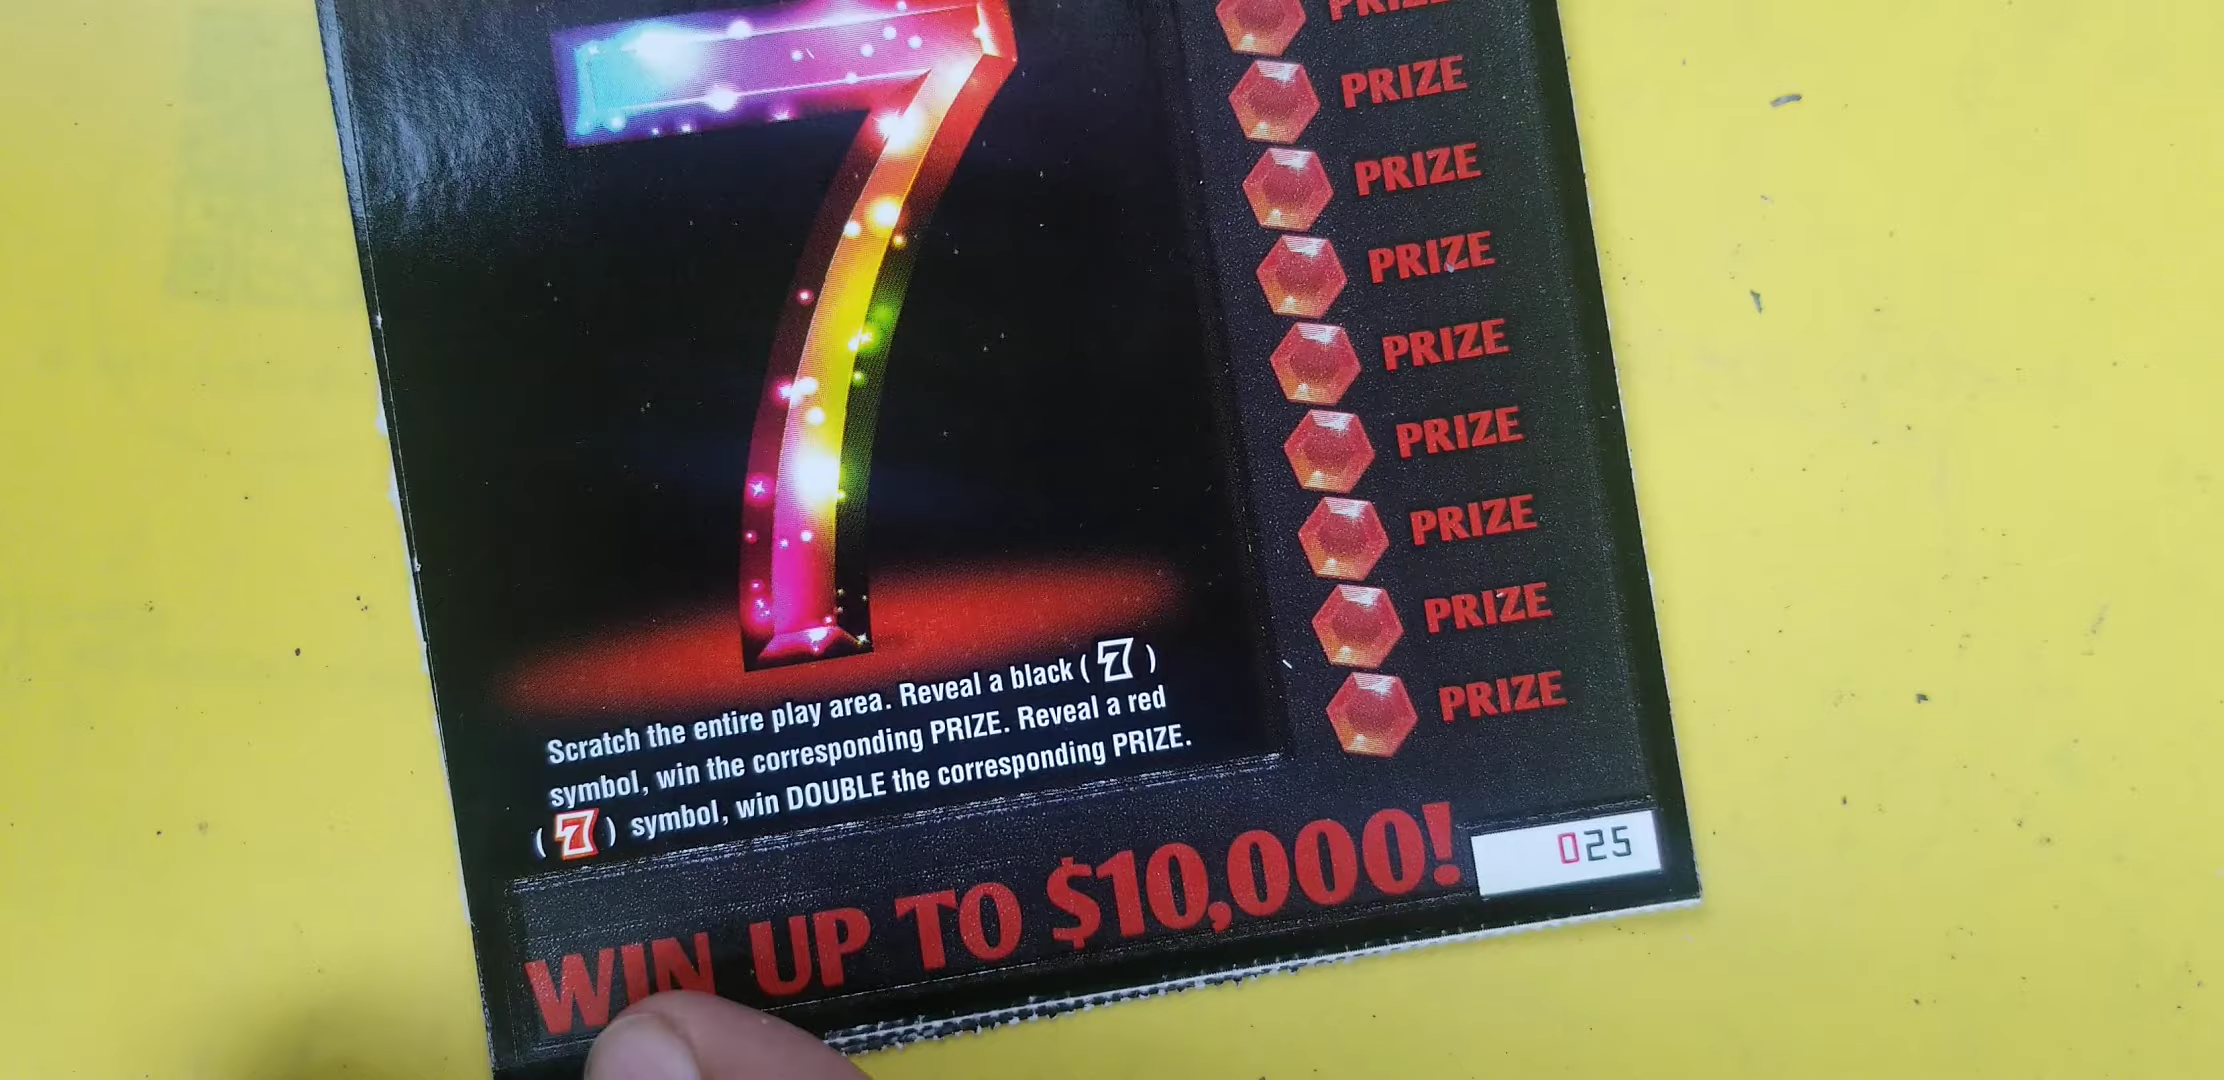 PRIZE
PRIZE
PRIZE
PRIZE
PRIZE
PRIZE
PRIZE
PRIZE
PRIZE
Scratch the entire play area. Reveal a black ( 7 )
symbol, win the corresponding PRIZE. Reveal a red
( 7 ) symbol, win DOUBLE the corresponding PRIZE.
WIN UP TO $10,000!
025